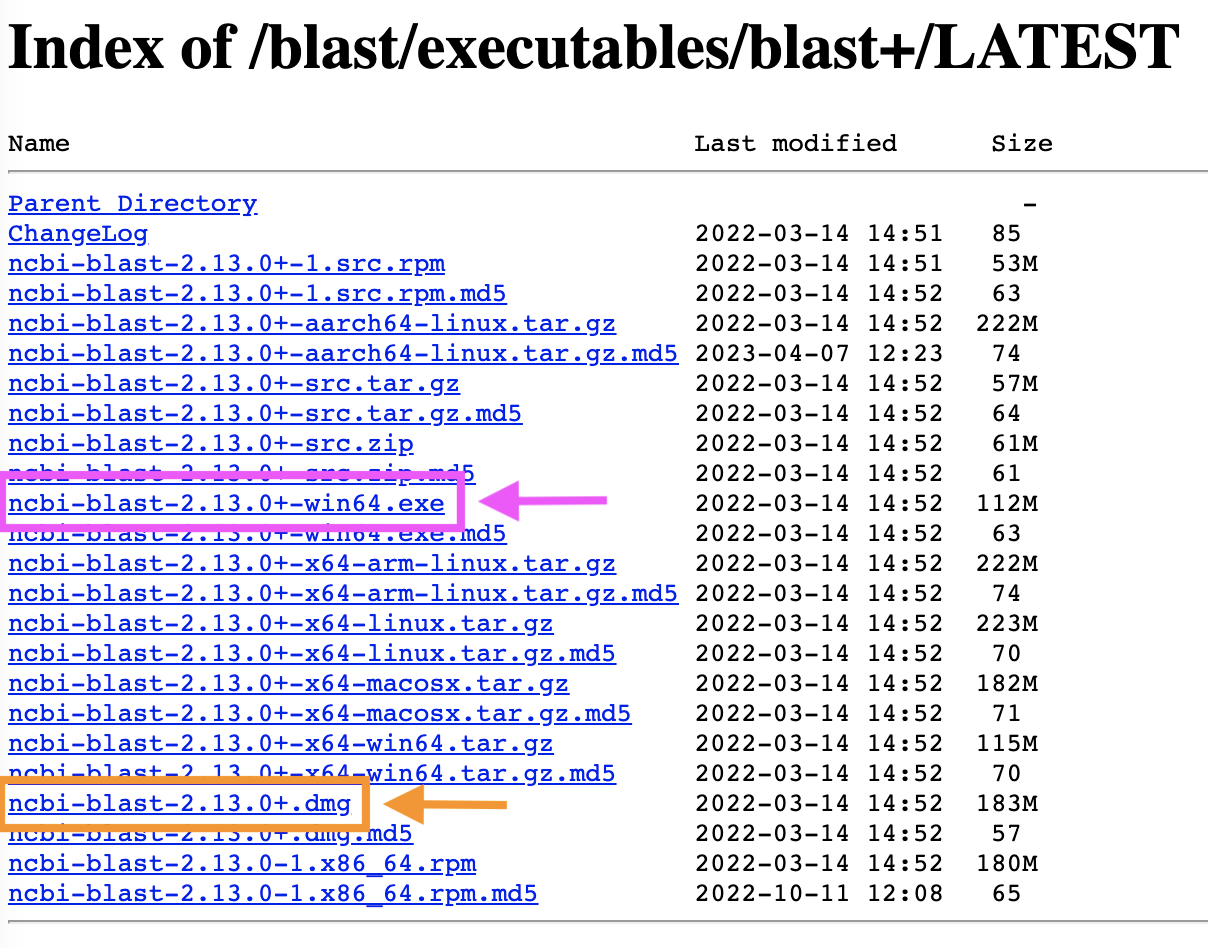 Index of /blast/executables/blast+/LATEST
Name Last modified Size
Parent Directory -
ChangeLog 2022-03-14 14:51 85
ncbi-blast-2.13.0+-1.src.rpm 2022-03-14 14:51 53M
ncbi-blast-2.13.0+-1.src.rpm.md5 2022-03-14 14:52 63
ncbi-blast-2.13.0+-aarch64-linux.tar.gz 2022-03-14 14:52 222M
ncbi-blast-2.13.0+-aarch64-linux.tar.gz.md5 2023-04-07 12:23 74
ncbi-blast-2.13.0+-src.tar.gz 2022-03-14 14:52 57M
ncbi-blast-2.13.0+-src.tar.gz.md5 2022-03-14 14:52 64
ncbi-blast-2.13.0+-src.zip 2022-03-14 14:52 61M
ncbi-blast-2.13.0+-src.zip.md5 2022-03-14 14:52 61
ncbi-blast-2.13.0+-win64.exe 2022-03-14 14:52 112M
ncbi-blast-2.13.0+-win64.exe.md5 2022-03-14 14:52 63
ncbi-blast-2.13.0+-x64-arm-linux.tar.gz 2022-03-14 14:52 222M
ncbi-blast-2.13.0+-x64-arm-linux.tar.gz.md5 2022-03-14 14:52 74
ncbi-blast-2.13.0+-x64-linux.tar.gz 2022-03-14 14:52 223M
ncbi-blast-2.13.0+-x64-linux.tar.gz.md5 2022-03-14 14:52 70
ncbi-blast-2.13.0+-x64-macosx.tar.gz 2022-03-14 14:52 182M
ncbi-blast-2.13.0+-x64-macosx.tar.gz.md5 2022-03-14 14:52 71
ncbi-blast-2.13.0+-x64-win64.tar.gz 2022-03-14 14:52 115M
ncbi-blast-2.13.0+-x64-win64.tar.gz.md5 2022-03-14 14:52 70
ncbi-blast-2.13.0+.dmg 2022-03-14 14:52 183M
ncbi-blast-2.13.0+.dmg.md5 2022-03-14 14:52 57
ncbi-blast-2.13.0-1.x86_64.rpm 2022-03-14 14:52 180M
ncbi-blast-2.13.0-1.x86_64.rpm.md5 2022-10-11 12:08 65